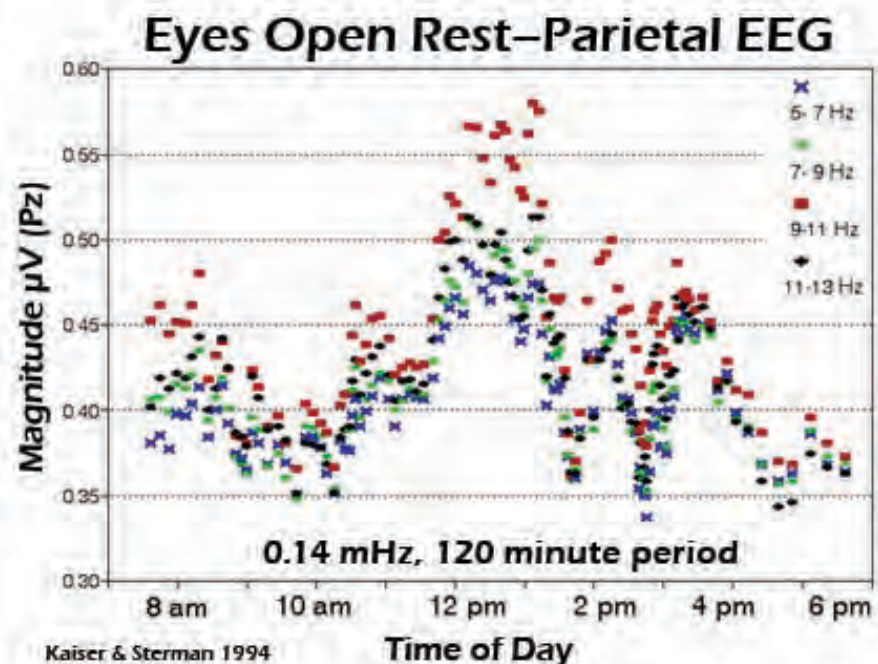 Eyes Open Rest–Parietal EEG
Magnitude µV (Pz)
0.60
0.55
0.50
0.45
0.40
0.35
0.30
5- 7 Hz
7- 9 Hz
9-11 Hz
11-13 Hz
0.14 mHz, 120 minute period
8 am 10 am 12 pm 2 pm 4 pm 6 pm
Kaiser & Sterman 1994 Time of Day